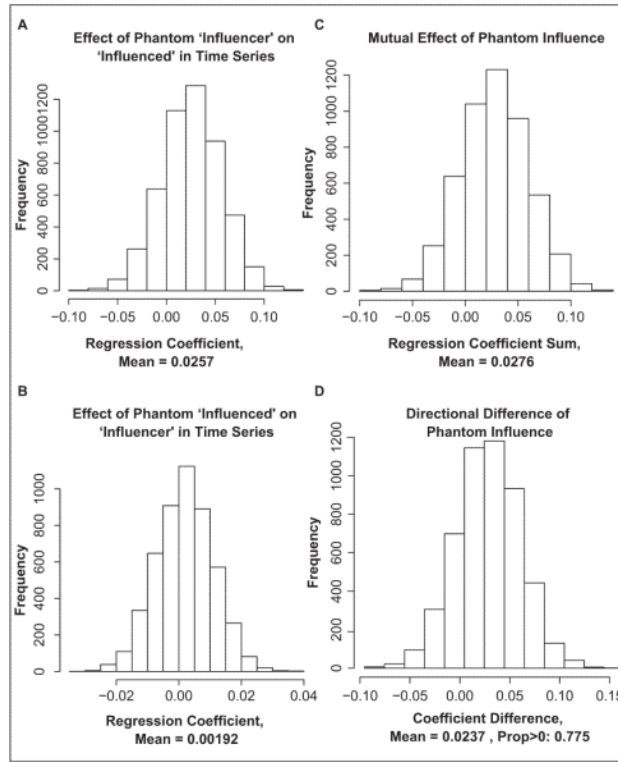 A
Effect of Phantom ‘Influencer' on
‘Influenced' in Time Series
Frequency
0 200 400 600 800 1000 1200
−0.10 −0.05 0.00 0.05 0.10
Regression Coefficient,
Mean = 0.0257
C
Mutual Effect of Phantom Influence
Frequency
0 200 400 600 800 1000 1200
−0.10 −0.05 0.00 0.05 0.10
Regression Coefficient Sum,
Mean = 0.0276
B
Effect of Phantom ‘Influenced' on
‘Influencer' in Time Series
Frequency
0 200 400 600 800 1000
−0.02 0.00 0.02 0.04
Regression Coefficient,
Mean = 0.00192
D
Directional Difference of
Phantom Influence
Frequency
0 200 400 600 800 1000 1200
−0.10 −0.05 0.00 0.05 0.10 0.15
Coefficient Difference,
Mean = 0.0237 , Prop>0: 0.775